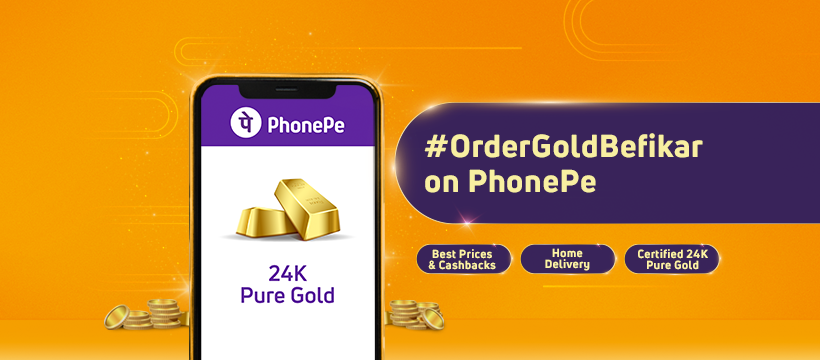 पे PhonePe
24K
Pure Gold
#OrderGoldBefikar
on PhonePe
Best Prices
& Cashbacks
Home
Delivery
Certified 24K
Pure Gold